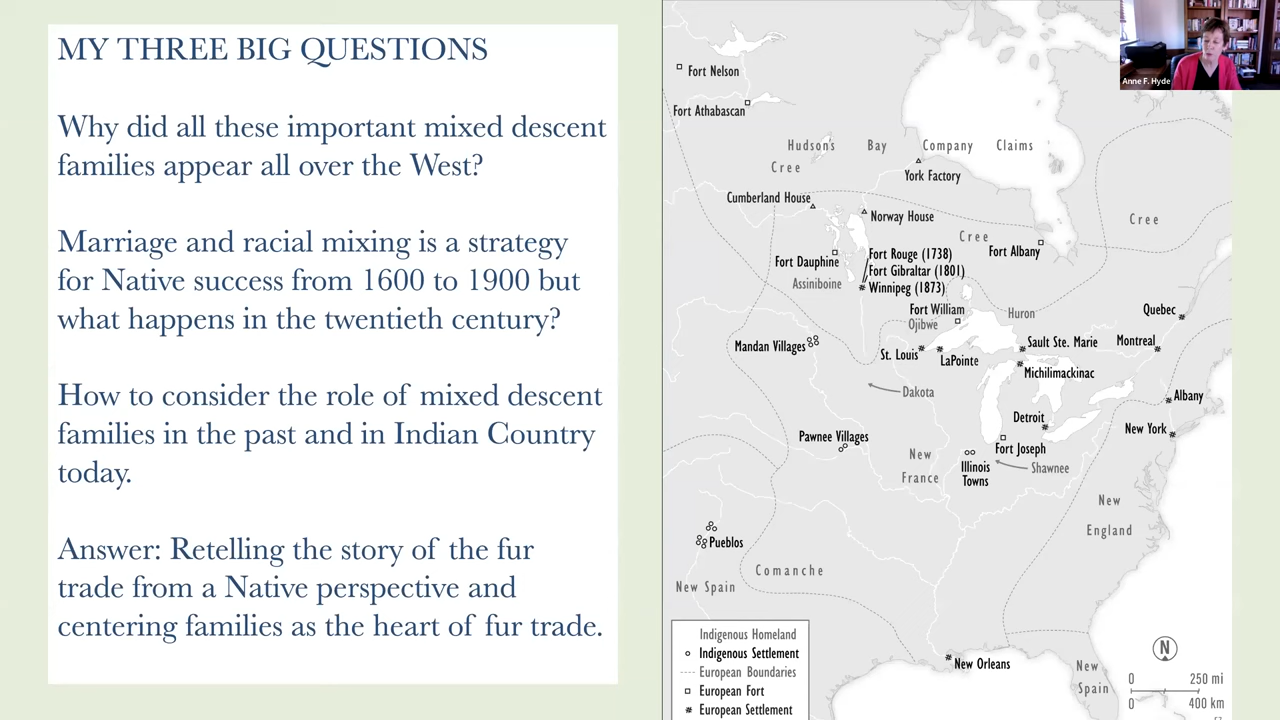 MY THREE BIG QUESTIONS
Why did all these important mixed descent
families appear all over the West?
Marriage and racial mixing is a strategy
for Native success from 1600 to 1900 but
what happens in the twentieth century?
How to consider the role of mixed descent
families in the past and in Indian Country
today.
Answer: Retelling the story of the fur
trade from a Native perspective and
centering families as the heart of fur trade.
Fort Nelson
Fort Athabascan
Hudson's Bay Company Claims
Cree
York Factory
Cumberland House
Norway House
Cree
Cree
Fort Albany
Fort Dauphine
Fort Rouge (1738)
Fort Gibraltar (1801)
Winnipeg (1873)
Assiniboine
Fort William
Ojibwe
Huron
Quebec
Mandan Villages
St. Louis
LaPointe
Sault Ste. Marie
Montreal
Michilimackinac
Dakota
Albany
Detroit
New York
Pawnee Villages
Fort Joseph
New
France
Illinois
Towns
Shawnee
New
England
Pueblos
Comanche
New Spain
New Orleans
New
Spain
Indigenous Homeland
Indigenous Settlement
European Boundaries
European Fort
European Settlement
N
0 250 mi
0 400 km
Anne F. Hyde